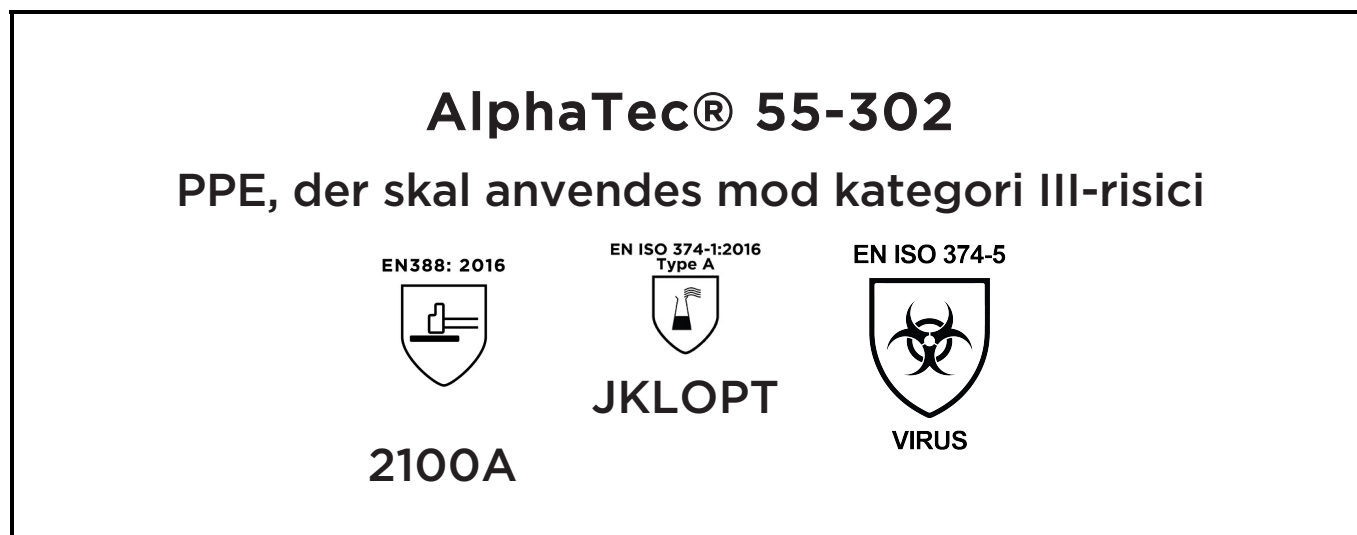 AlphaTec® 55-302
PPE, der skal anvendes mod kategori III-risici
EN388: 2016
2100A
EN ISO 374-1:2016
Type A
JKLOPT
EN ISO 374-5
VIRUS